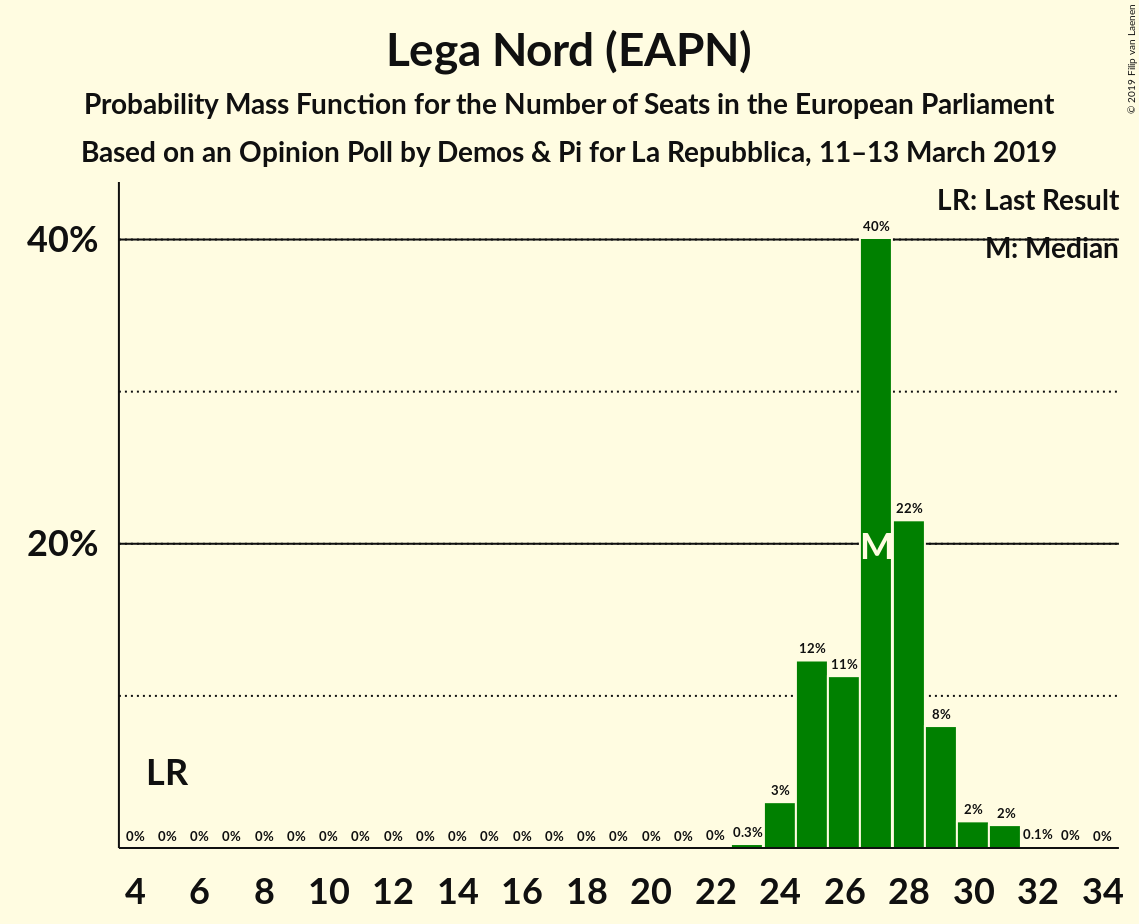 Lega Nord (EAPN)
Probability Mass Function for the Number of Seats in the European Parliament
Based on an Opinion Poll by Demos & Pi for La Repubblica, 11–13 March 2019
© 2019 Filip van Laenen
LR: Last Result
M: Median
40%
20%
40%
22%
12%
11%
8%
3%
2%
2%
M
LR
0% 0% 0% 0% 0% 0% 0% 0% 0% 0% 0% 0% 0% 0% 0% 0% 0% 0% 0% 0.3% 0.1% 0% 0%
4 6 8 10 12 14 16 18 20 22 24 26 28 30 32 34